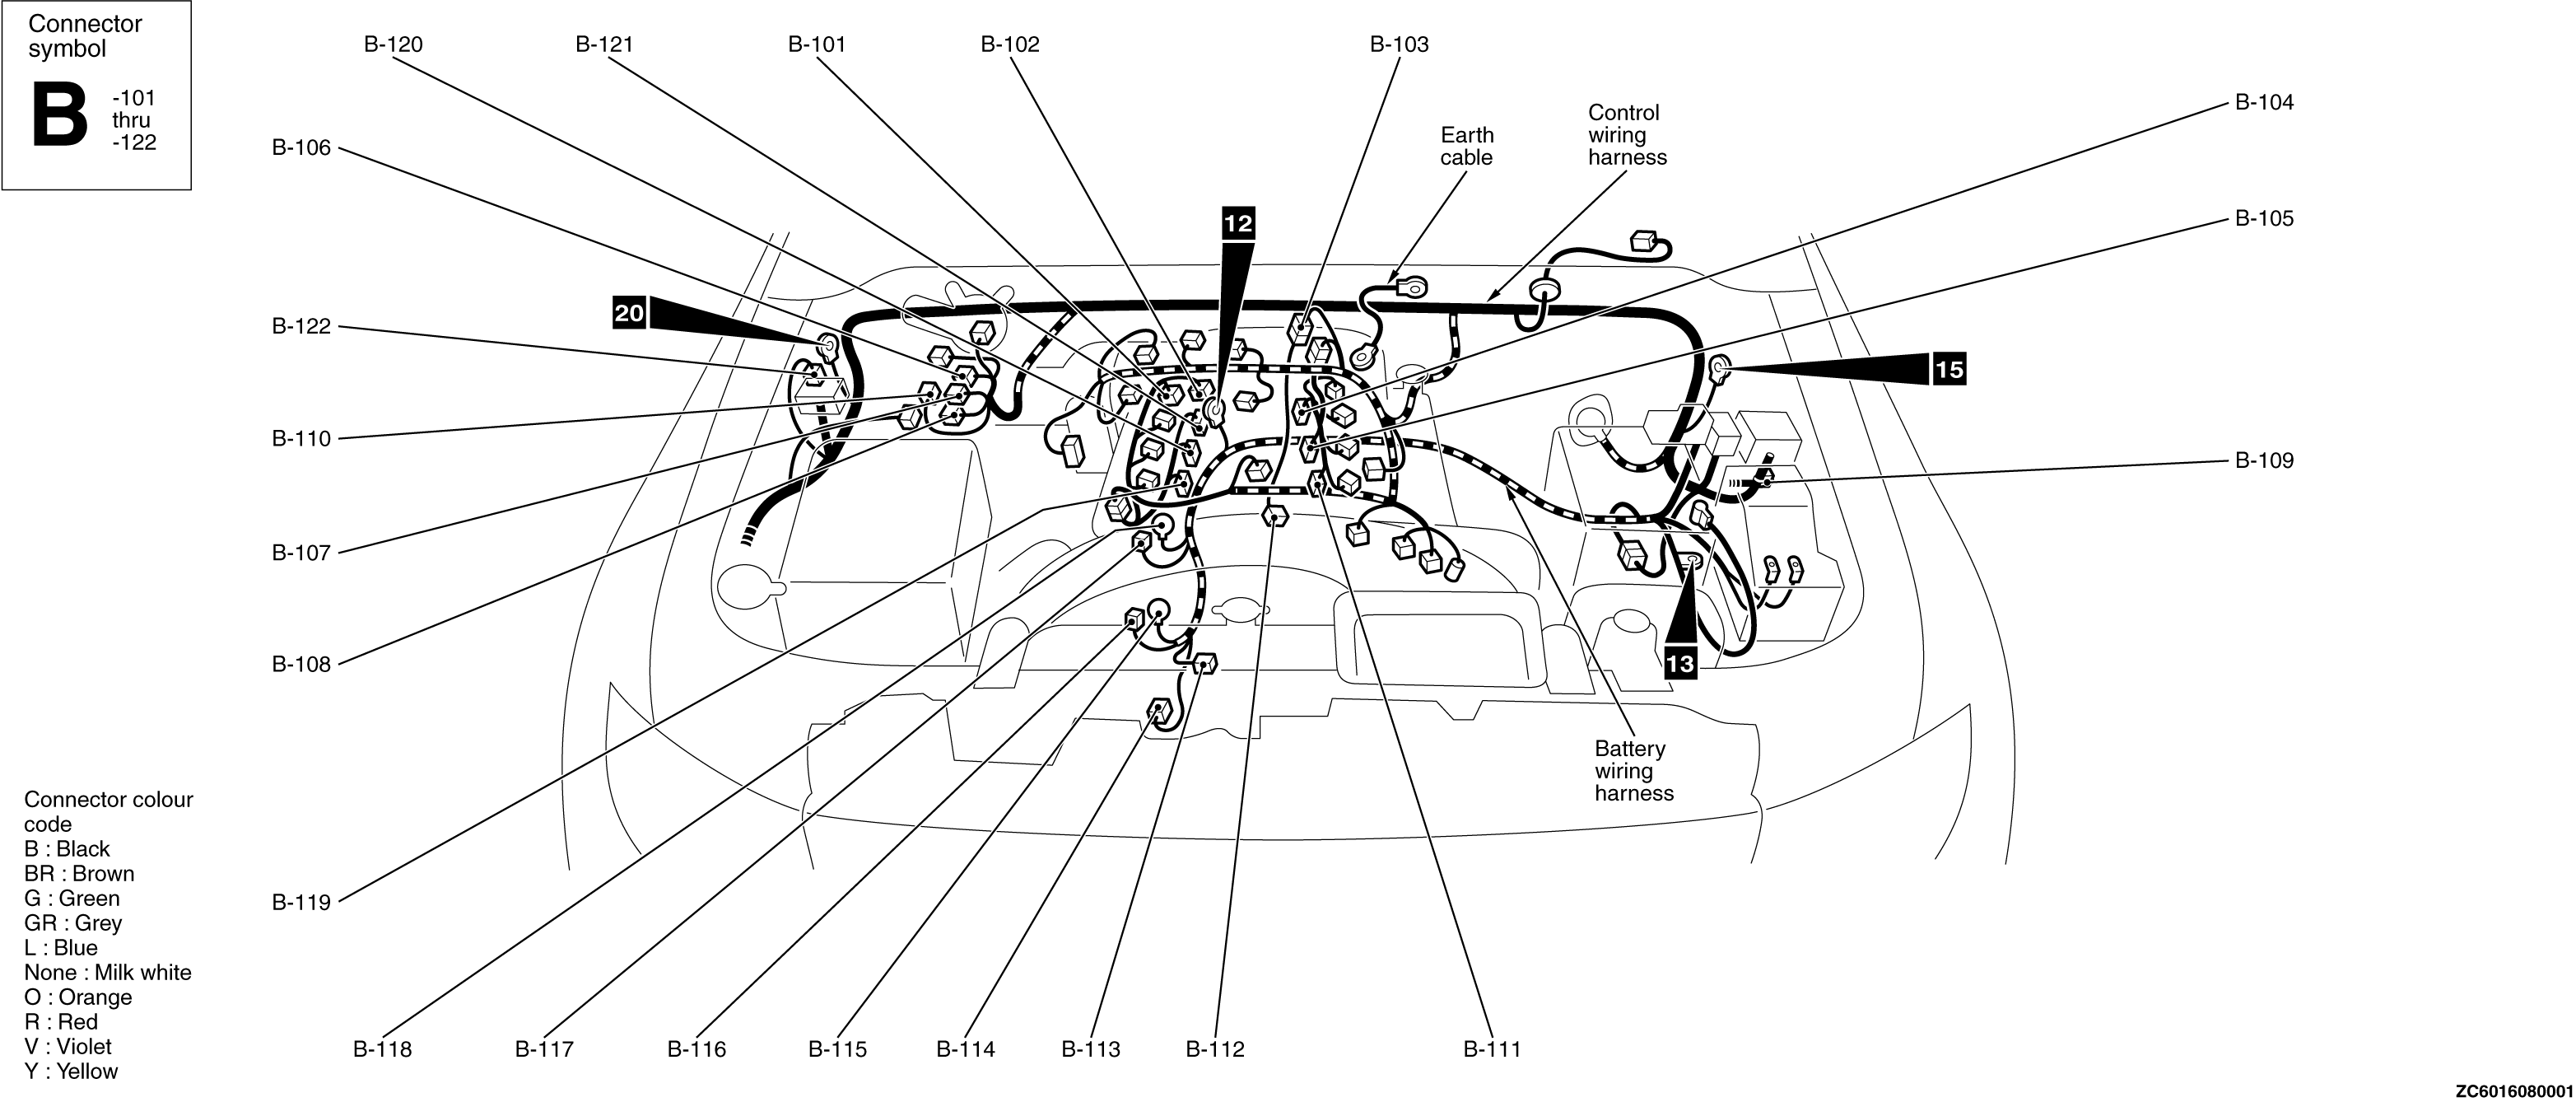 Connector
symbol
B
-101
thru
-122
B-120
B-121
B-101
B-102
B-103
B-104
B-106
Earth
cable
Control
wiring
harness
B-105
12
20
B-122
15
B-110
B-109
B-107
B-108
13
Battery
wiring
harness
B-119
B-118
B-117
B-116
B-115
B-114
B-113
B-112
B-111
Connector colour
code
B : Black
BR : Brown
G : Green
GR : Grey
L : Blue
None : Milk white
O : Orange
R : Red
V : Violet
Y : Yellow
ZC6016080001